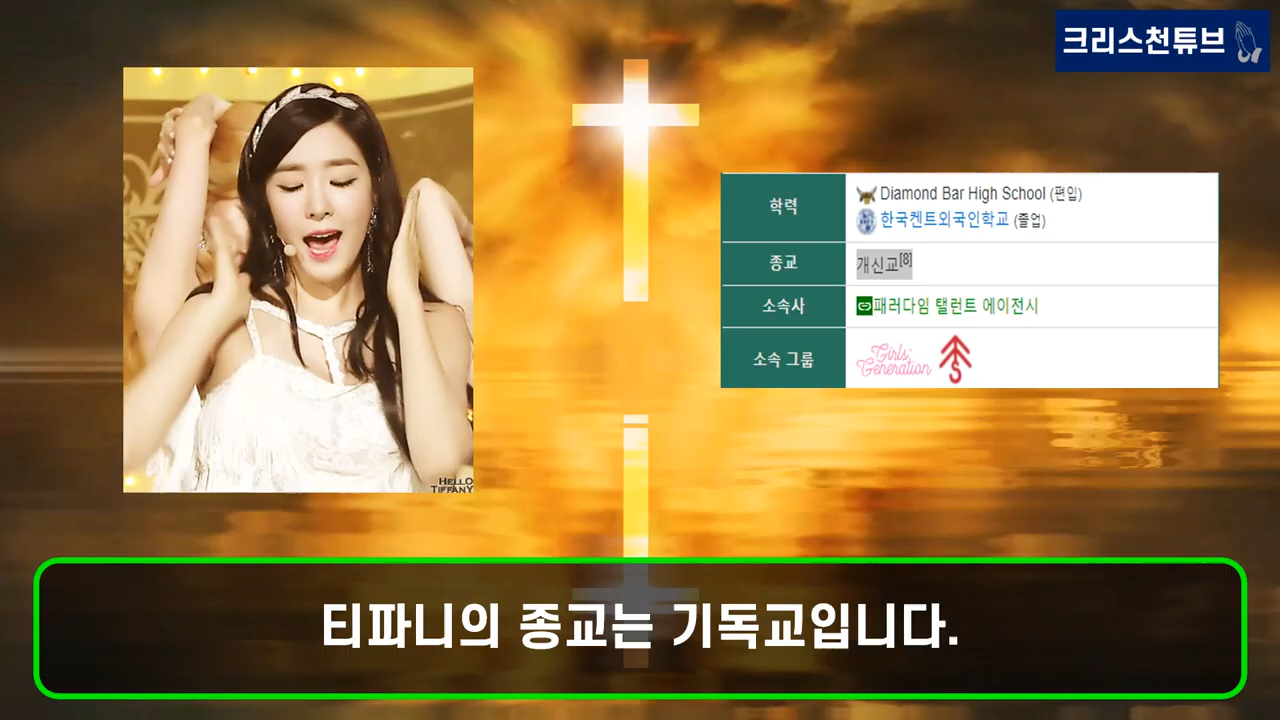 크리스천튜브
HELLO
TIFFANY
학력
Diamond Bar High School (편입)
한국켄트외국인학교 (졸업)
종교
개신교[8]
소속사
패러다임 탤런트 에이전시
소속 그룹
Girls'
Generation
S
티파니의 종교는 기독교입니다.